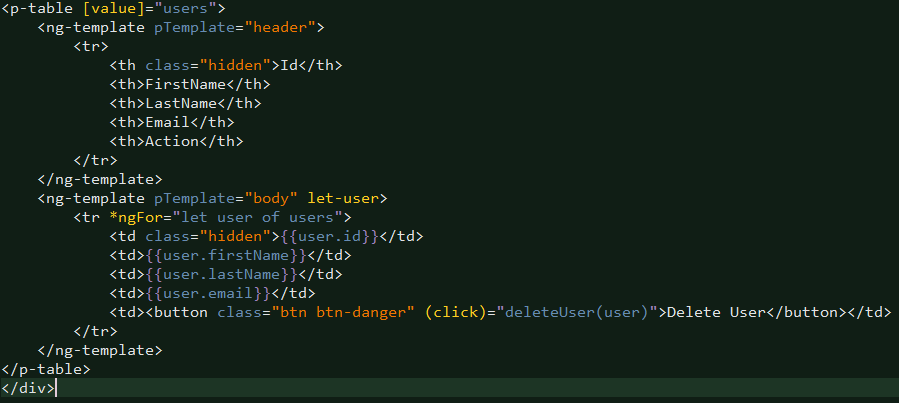 <p-table [value]="users">
    <ng-template pTemplate="header">
        <tr>
            <th class="hidden">Id</th>
            <th>FirstName</th>
            <th>LastName</th>
            <th>Email</th>
            <th>Action</th>
        </tr>
    </ng-template>
    <ng-template pTemplate="body" let-user>
        <tr *ngFor="let user of users">
            <td class="hidden">{{user.id}}</td>
            <td>{{user.firstName}}</td>
            <td>{{user.lastName}}</td>
            <td>{{user.email}}</td>
            <td><button class="btn btn-danger" (click)="deleteUser(user)">Delete User</button></td>
        </tr>
    </ng-template>
</p-table>
</div>